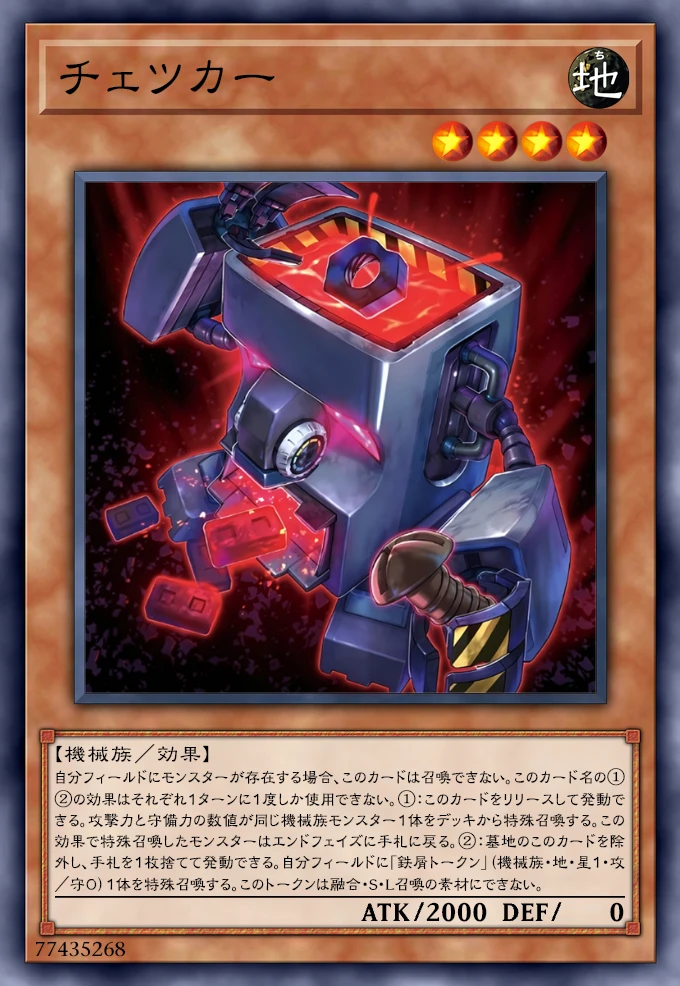 チェツカー
地
ち
【機械族／効果】
自分フィールドにモンスターが存在する場合、このカードは召喚できない。このカード名の①
②の効果はそれぞれ1ターンに1度しか使用できない。①：このカードをリリースして発動で
きる。攻撃力と守備力の数値が同じ機械族モンスター1体をデッキから特殊召喚する。この
効果で特殊召喚したモンスターはエンドフェイズに手札に戻る。②：墓地のこのカードを除
外し、手札を1枚捨てて発動できる。自分フィールドに「鉄屑トークン」（機械族・地・星1・攻
／守0）1体を特殊召喚する。このトークンは融合・S・L召喚の素材にできない。
ATK/2000 DEF/ 0
77435268